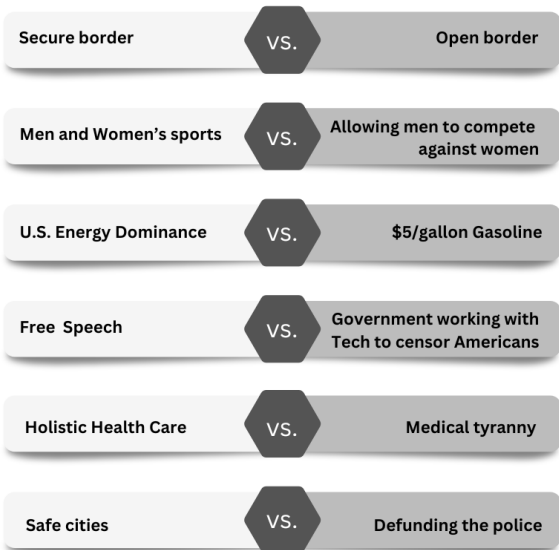 Secure border
vs.
Open border
Men and Women’s sports
vs.
Allowing men to compete
against women
U.S. Energy Dominance
vs.
$5/gallon Gasoline
Free Speech
vs.
Government working with
Tech to censor Americans
Holistic Health Care
vs.
Medical tyranny
Safe cities
vs.
Defunding the police